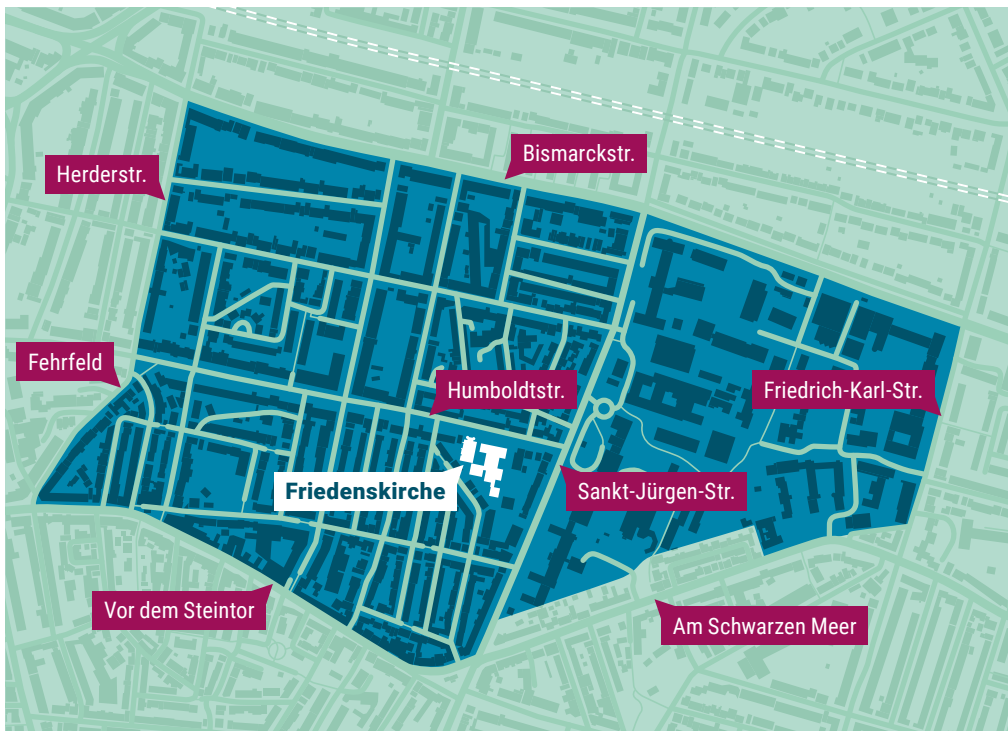 Bismarckstr.
Herderstr.
Fehrfeld
Humboldtstr.
Friedrich-Karl-Str.
Friedenskirche
Sankt-Jürgen-Str.
Vor dem Steintor
Am Schwarzen Meer